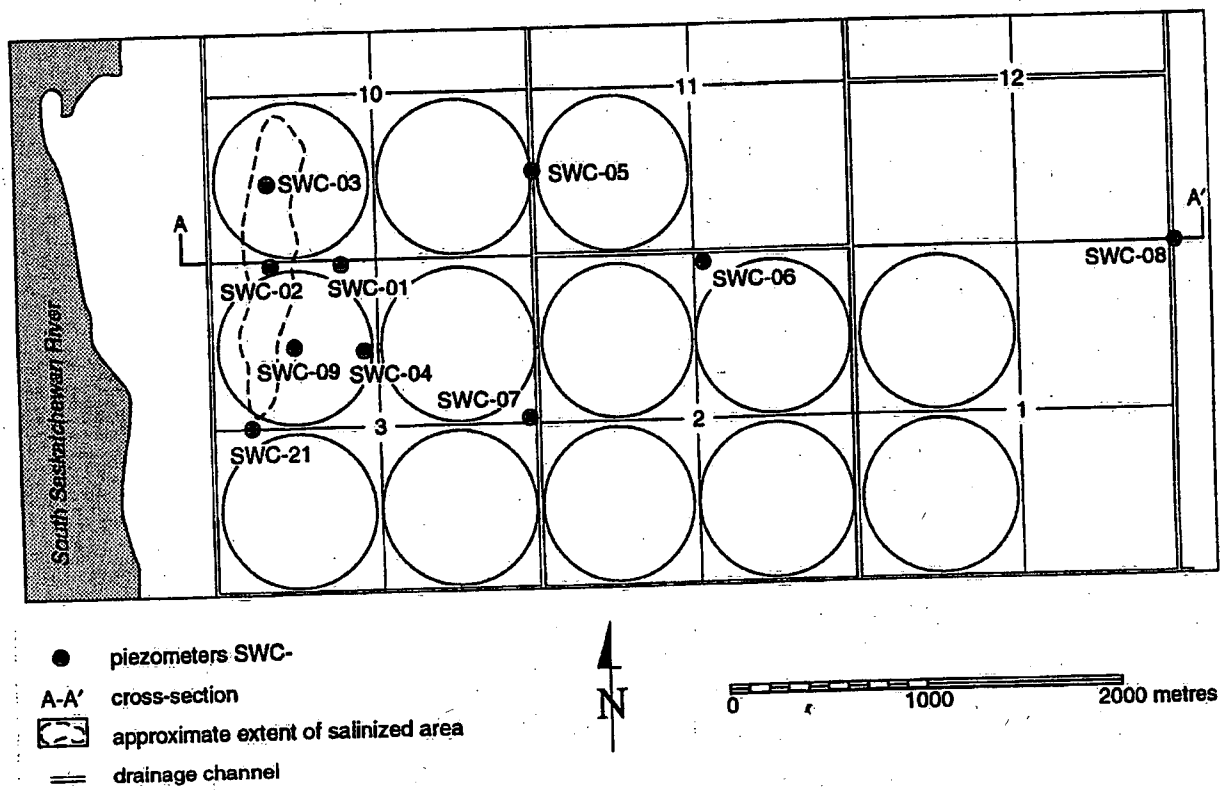 10
11
12
SWC-03
SWC-05
A
A'
SWC-08
SWC-02
SWC-01
SWC-06
South Saskatchewan River
SWC-09
SWC-04
SWC-07
3
2
1
SWC-21
piezometers SWC-
A-A' cross-section
approximate extent of salinized area
drainage channel
N
0
1000
2000 metres